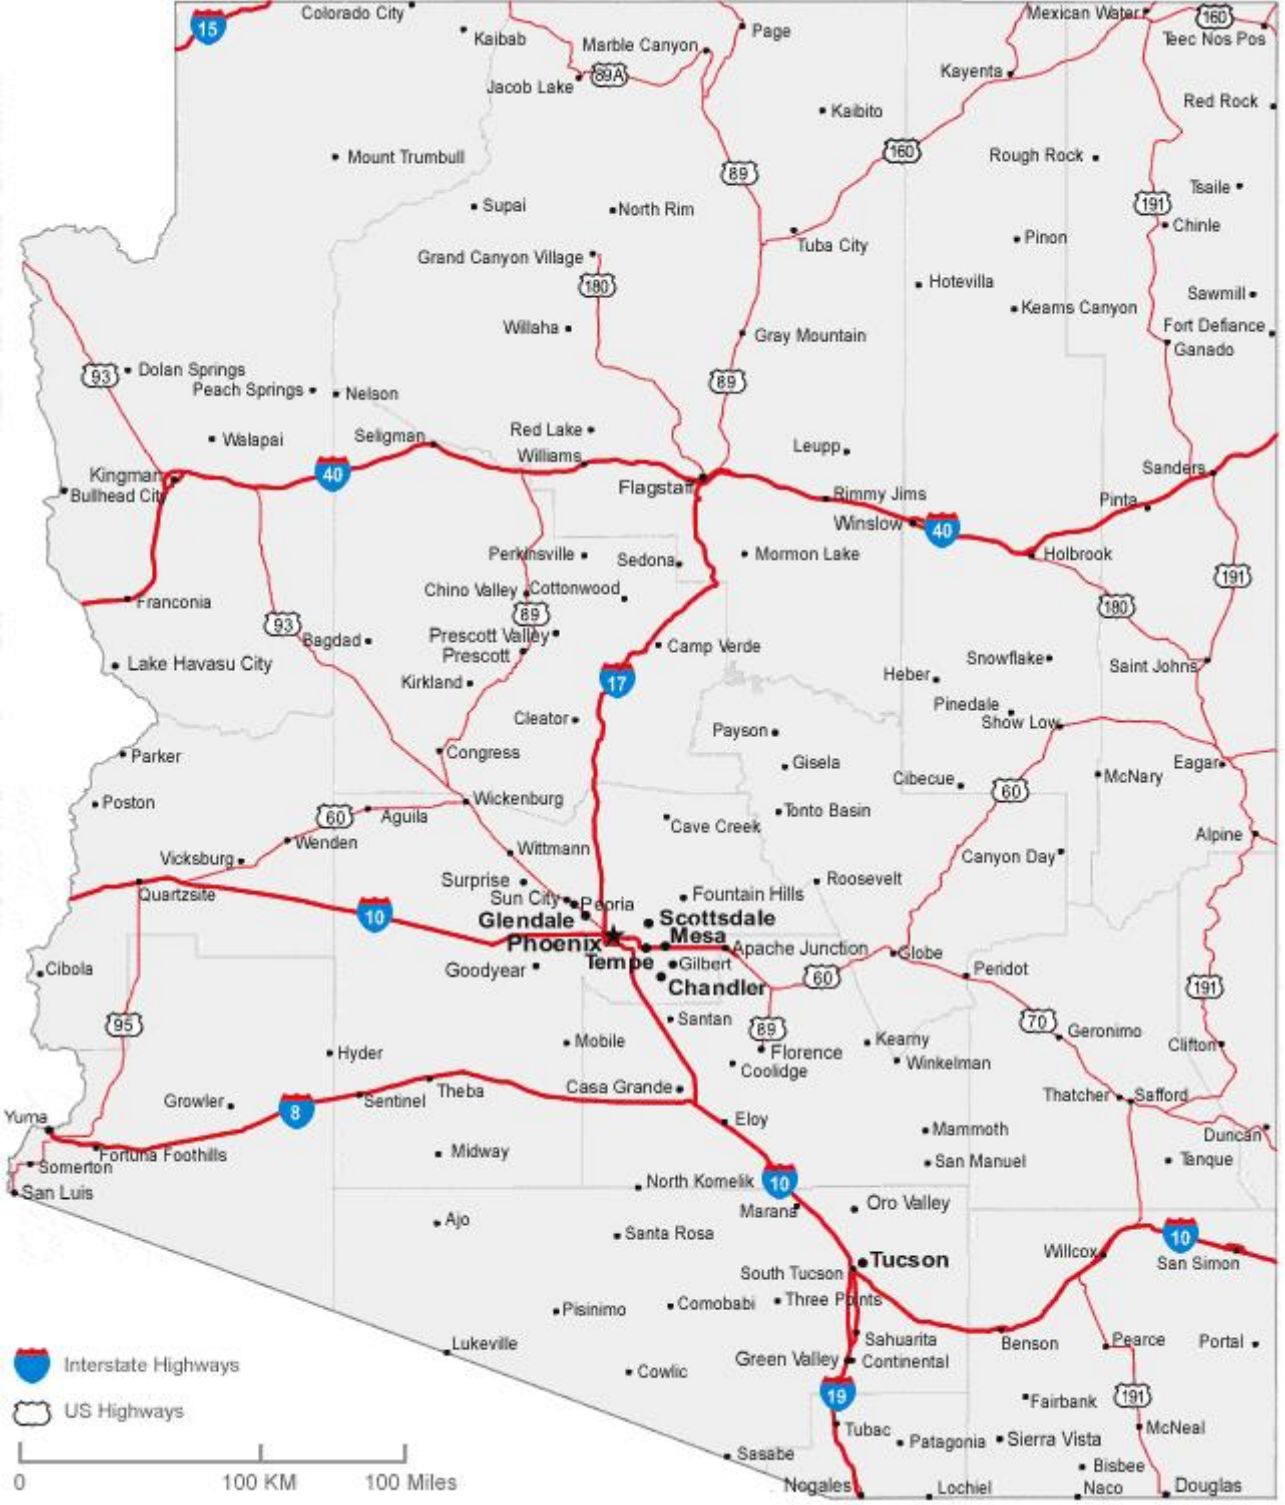 15
Colorado City
Kaibab
Marble Canyon
Page
Mexican Water
160
Teec Nos Pos
Jacob Lake
89A
Kayenta
Kaibito
Red Rock
Mount Trumbull
160
Rough Rock
89
Tsaile
Supai
North Rim
191
Chinle
Tuba City
Pinon
Grand Canyon Village
180
Hotevilla
Sawmill
Keams Canyon
Willaha
Gray Mountain
Fort Defiance
Ganado
93
Dolan Springs
Peach Springs
Nelson
89
Walapai
Seligman
Red Lake
Leupp
Williams
Kingman
40
Flagstaff
Sanders
Bullhead City
Rimmy Jims
Pinta
Winslow
40
Holbrook
Perkinsville
Sedona
Mormon Lake
191
Chino Valley
Cottonwood
Franconia
89
180
93
Bagdad
Prescott Valley
Prescott
Camp Verde
Lake Havasu City
Snowflake
Saint Johns
Kirkland
17
Heber
Pinedale
Cleator
Payson
Show Low
Parker
Congress
Gisela
Cibecue
McNary
Eagar
Poston
Wickenburg
60
60
Aguila
Tonto Basin
Cave Creek
Wenden
Alpine
Vicksburg
Wittmann
Canyon Day
Quartzsite
Surprise
Roosevelt
Sun City
Peoria
Fountain Hills
10
Glendale
Scottsdale
Phoenix
Mesa
Apache Junction
Globe
Tempe
Gilbert
Cibola
Goodyear
Chandler
60
Peridot
191
95
Santan
89
70
Geronimo
Hyder
Mobile
Florence
Kearny
Clifton
Coolidge
Winkelman
Theba
Casa Grande
Thatcher
Safford
Growler
8
Sentinel
Yuma
Eloy
Mammoth
Duncan
Fortuna Foothills
Midway
San Manuel
Tanque
Somerton
San Luis
North Komelik
10
Marana
Oro Valley
Ajo
Santa Rosa
10
Willcox
San Simon
Tucson
South Tucson
Three Points
Pisinimo
Comobabi
Sahuarita
Benson
Pearce
Portal
Lukeville
Green Valley
Continental
Interstate Highways
Cowlic
19
Fairbank
191
US Highways
Tubac
McNeal
Patagonia
Sierra Vista
Sasabe
Bisbee
0
100 KM
100 Miles
Nogales
Lochiel
Naco
Douglas